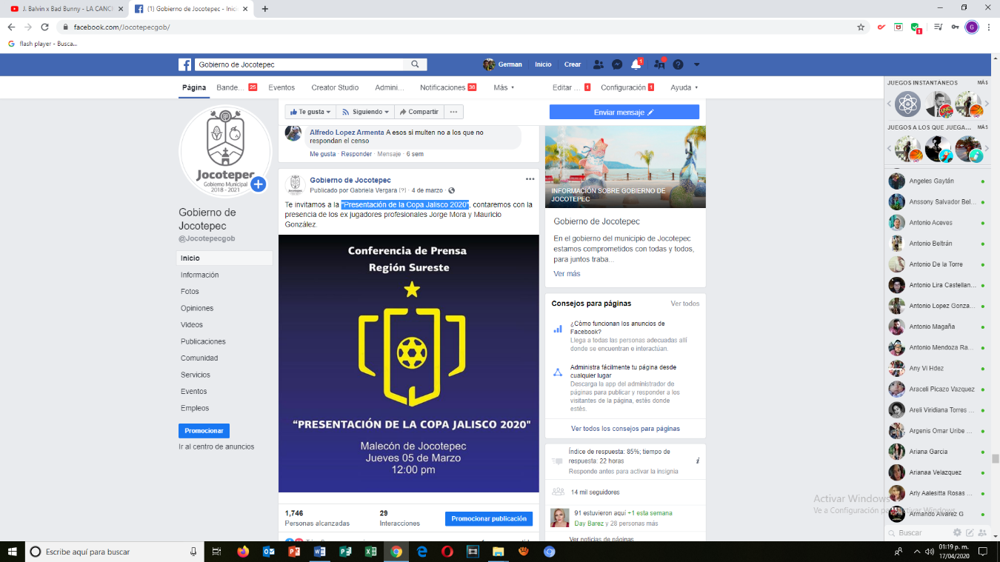 J. Balvin x Bad Bunny - LA CANCI
(1) Gobierno de Jocotepec - Inici
facebook.com/Jocotepecgob/
flash player - Busca...
Gobierno de Jocotepec
German
Inicio
Crear
1
Página
Bande... 25
Eventos
Creator Studio
Admini...
Notificaciones 36
Más
Editar ... 1
Configuración 1
Ayuda
Jocotepec
Gobierno Municipal
2018 - 2021
Gobierno de
Jocotepec
@Jocotepecgob
Inicio
Información
Fotos
Opiniones
Videos
Publicaciones
Comunidad
Servicios
Eventos
Empleos
Promocionar
Ir al centro de anuncios
Te gusta
Siguiendo
Compartir
...
Alfredo Lopez Armenta A esos si multen no a los que no
respondan el censo
Me gusta · Responder · Mensaje · 6 sem
Gobierno de Jocotepec
Publicado por Gabriela Vergara [?] · 4 de marzo ·
Te invitamos a la "Presentación de la Copa Jalisco 2020", contaremos con la
presencia de los ex jugadores profesionales Jorge Mora y Mauricio
González.
Conferencia de Prensa
Región Sureste
“PRESENTACIÓN DE LA COPA JALISCO 2020"
Malecón de Jocotepec
Jueves 05 de Marzo
12:00 pm
1,746
Personas alcanzadas
29
Interacciones
Promocionar publicación
Enviar mensaje
INFORMACIÓN SOBRE GOBIERNO DE
JOCOTEPEC
Gobierno de Jocotepec
En el gobierno del municipio de Jocotepec
estamos comprometidos con todas y todos,
para juntos traba...
Ver más
Consejos para páginas
Ver todos
¿Cómo funcionan los anuncios de
Facebook?
Llega a todas las personas adecuadas allí
donde se encuentran e interactúan.
Administra fácilmente tu página desde
cualquier lugar
Descarga la app del administrador de
páginas para publicar y responder a los
visitantes de la página, estés donde
estés.
Ver todos los consejos para páginas
Índice de respuesta: 85%; tiempo de
respuesta: 22 horas
Responde antes para activar la insignia
14 mil seguidores
91 estuvieron aquí +1 esta semana
Day Barez y 28 personas más
Ver noticias de páginas
JUEGOS INSTANTÁNEOS
MÁS
JUEGOS A LOS QUE JUEGA...
MÁS
Angeles Gaytán
Anssony Salvador Bel...
Antonio Aceves
Antonio Beltrán
Antonio De la Torre
Antonio Lira Castellan...
Antonio Lopez Gonza...
Antonio Magaña
Antonio Mendoza Ra...
Any Vi Hdez
Araceli Picazo Vazquez
Areli Viridiana Torres ...
Argenis Omar Uribe ...
Ariana Garcia
Arianaa Velazquez
Arly Aalesitta Rosas ...
Armando Alvarez G
Buscar
Activar Windows
Ve a Configuración para activar Windows.
Escribe aquí para buscar
01:19 p. m.
17/04/2020